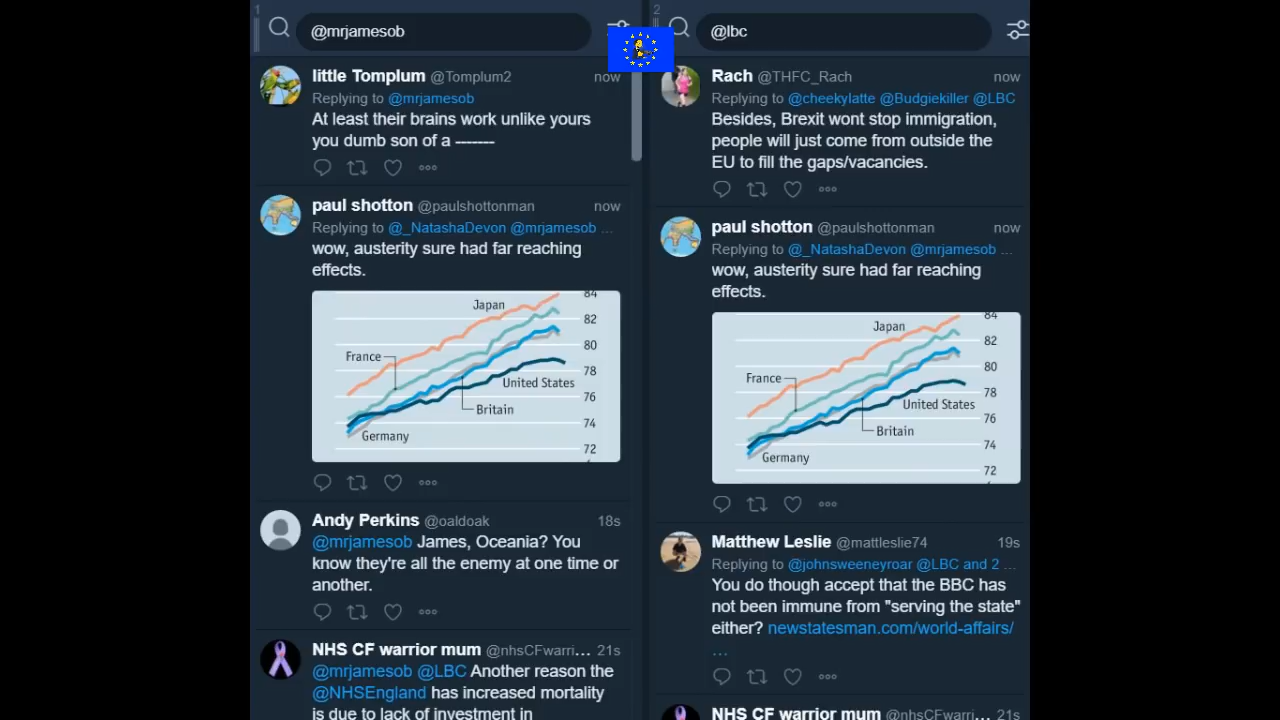 1
@mrjamesob
little Tomplum @Tomplum2 now
Replying to @mrjamesob
At least their brains work unlike yours
you dumb son of a -------
paul shotton @paulshottonman now
Replying to @_NatashaDevon @mrjamesob ...
wow, austerity sure had far reaching
effects.
84
Japan
82
80
France
78
United States
76
Britain
74
Germany
72
Andy Perkins @oaldoak 18s
@mrjamesob James, Oceania? You
know they're all the enemy at one time or
another.
NHS CF warrior mum @nhsCFwarri... 21s
@mrjamesob @LBC Another reason the
@NHSEngland has increased mortality
is due to lack of investment in
2
@lbc
Rach @THFC_Rach now
Replying to @cheekylatte @Budgiekiller @LBC
Besides, Brexit wont stop immigration,
people will just come from outside the
EU to fill the gaps/vacancies.
paul shotton @paulshottonman now
Replying to @_NatashaDevon @mrjamesob ...
wow, austerity sure had far reaching
effects.
84
Japan
82
80
France
78
United States
76
Britain
74
Germany
72
Matthew Leslie @mattleslie74 19s
Replying to @johnsweeneyroar @LBC and 2 ...
You do though accept that the BBC has
not been immune from "serving the state"
either? newstatesman.com/world-affairs/
...
NHS CF warrior mum @nhsCFwarri... 21s